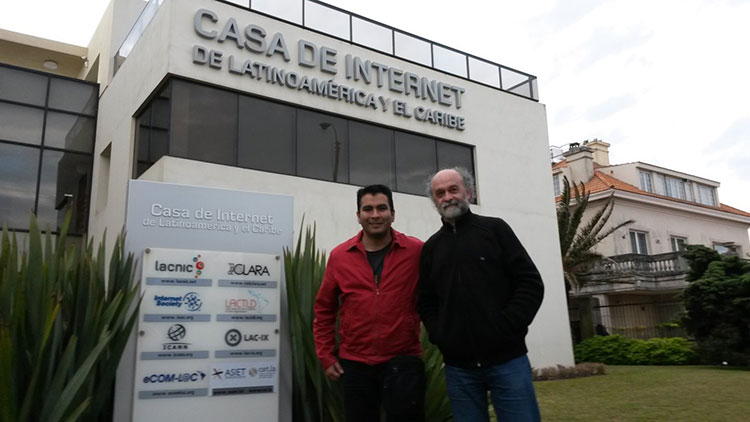 CASA DE INTERNET
DE LATINOAMÉRICA Y EL CARIBE
Casa de Internet
de Latinoamérica y el Caribe
lacnic
CLARA
Internet Society
LACTLD
ICANN
LAC-IX
eCOM-LAC
ASIET